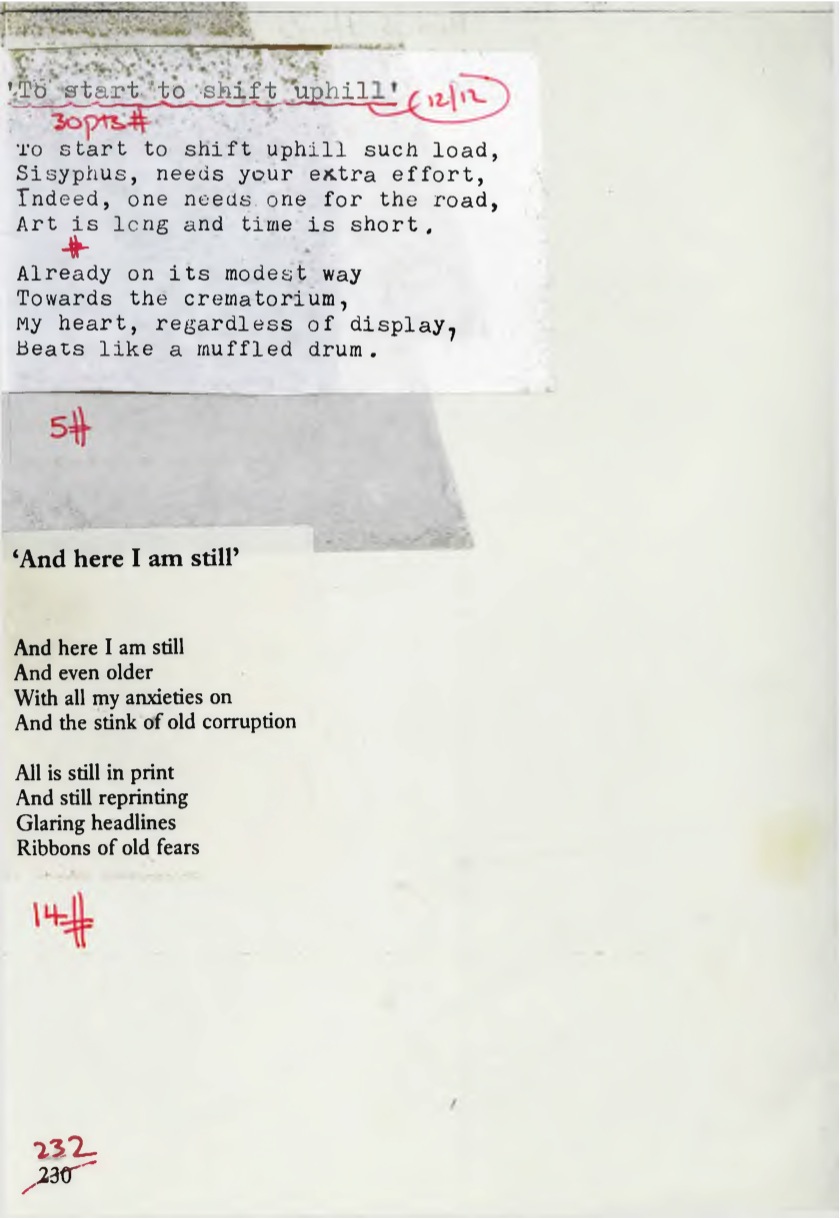 'To start to shift uphill' 12/12
30pts#
To start to shift uphill such load,
Sisyphus, needs your extra effort,
Indeed, one needs one for the road,
Art is long and time is short.
#
Already on its modest way
Towards the crematorium,
My heart, regardless of display,
Beats like a muffled drum.
5#
‘And here I am still’
And here I am still
And even older
With all my anxieties on
And the stink of old corruption
All is still in print
And still reprinting
Glaring headlines
Ribbons of old fears
14#
232
230